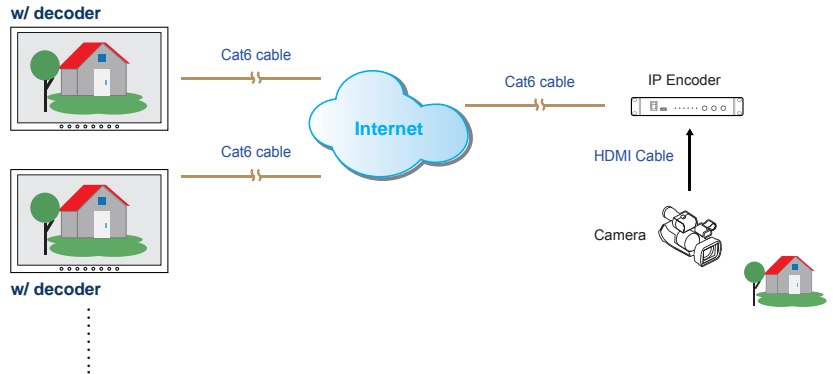 w/ decoder
Cat6 cable
Cat6 cable
IP Encoder
Internet
Cat6 cable
HDMI Cable
Camera
w/ decoder